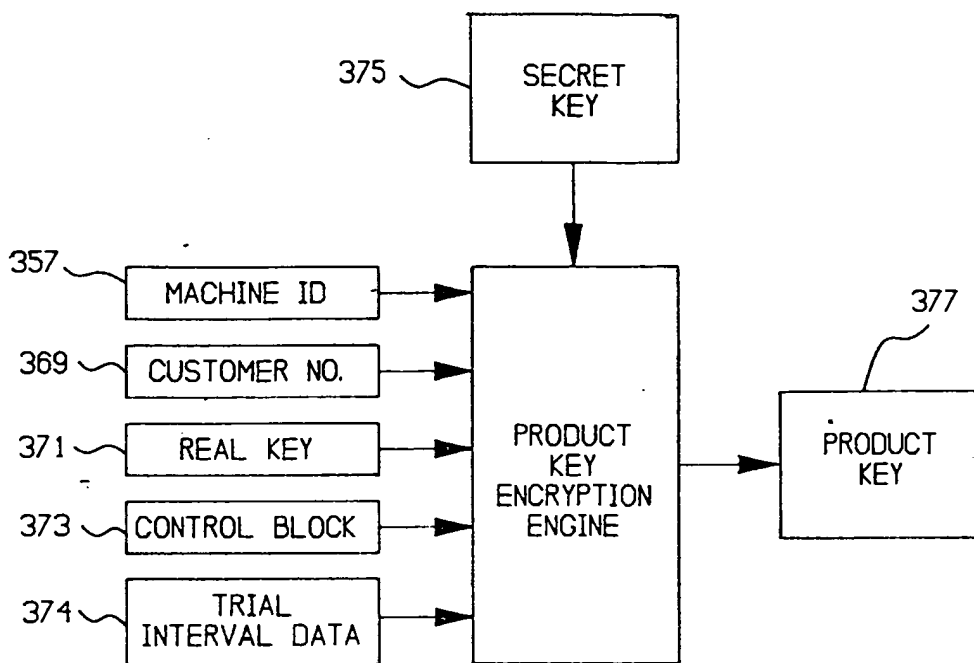 375
SECRET
KEY
357
MACHINE ID
369
CUSTOMER NO.
371
REAL KEY
373
CONTROL BLOCK
374
TRIAL
INTERVAL DATA
PRODUCT
KEY
ENCRYPTION
ENGINE
377
PRODUCT
KEY